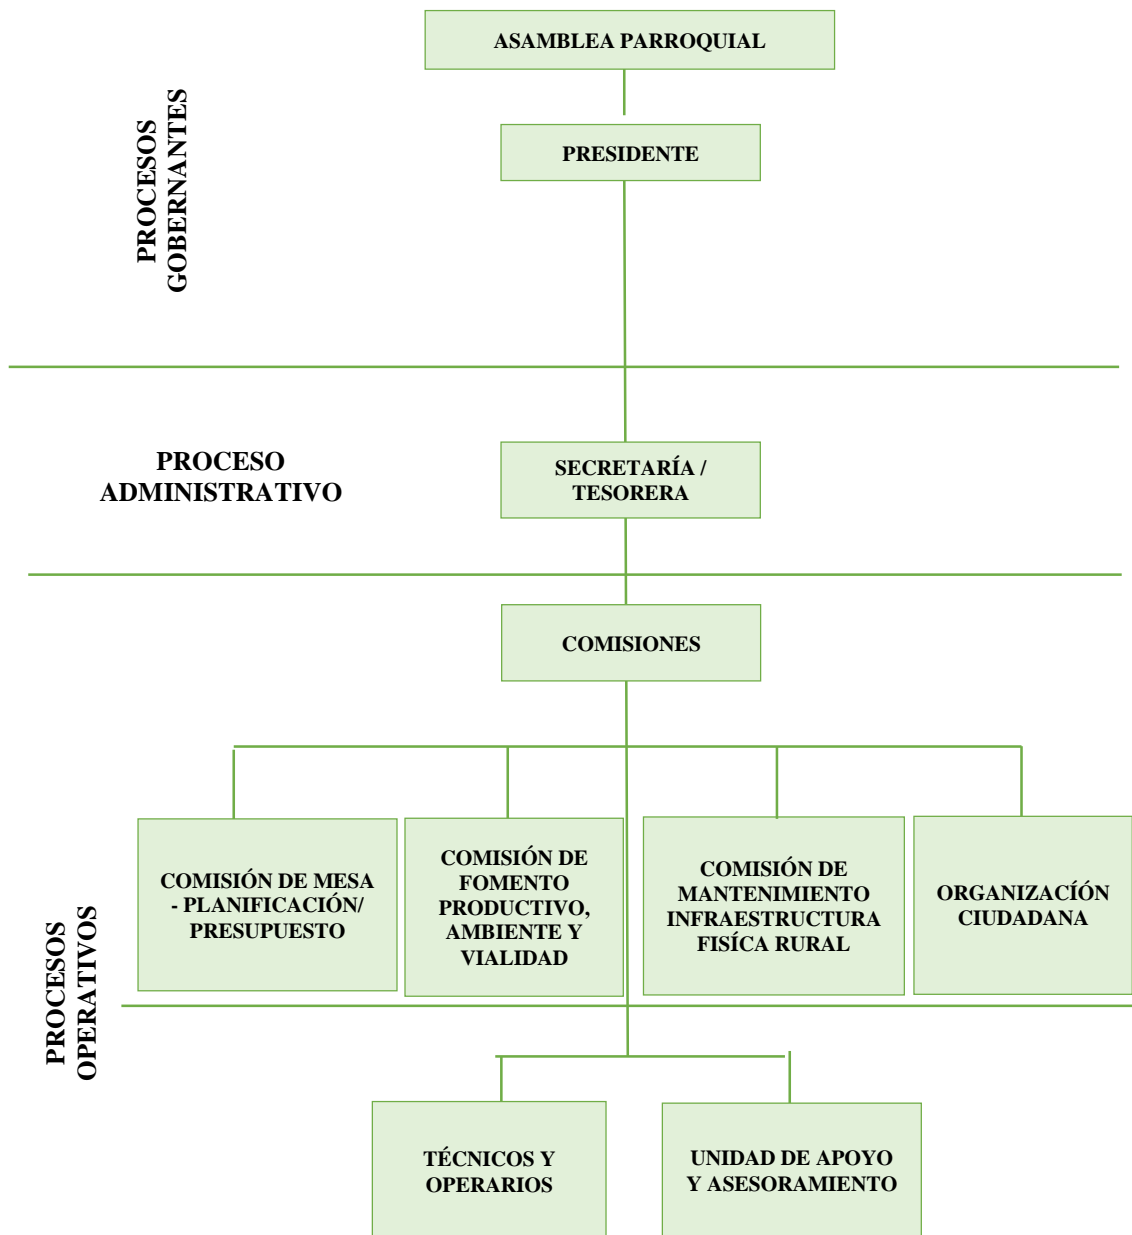 ASAMBLEA PARROQUIAL
PROCESOS
GOBERNANTES
PRESIDENTE
PROCESO
ADMINISTRATIVO
SECRETARÍA /
TESORERA
COMISIONES
PROCESOS
OPERATIVOS
COMISIÓN DE MESA
- PLANIFICACIÓN/
PRESUPUESTO
COMISIÓN DE
FOMENTO
PRODUCTIVO,
AMBIENTE Y
VIALIDAD
COMISIÓN DE
MANTENIMIENTO
INFRAESTRUCTURA
FISÍCA RURAL
ORGANIZACÍÓN
CIUDADANA
TÉCNICOS Y
OPERARIOS
UNIDAD DE APOYO
Y ASESORAMIENTO